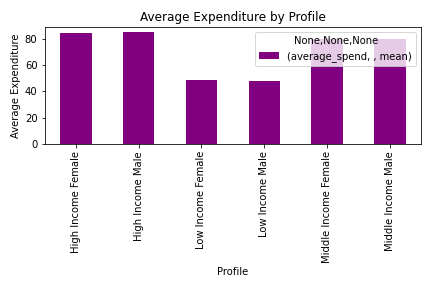 Average Expenditure by Profile
Average Expenditure
80
60
40
20
0
None,None,None
(average_spend, , mean)
High Income Female
High Income Male
Low Income Female
Low Income Male
Middle Income Female
Middle Income Male
Profile